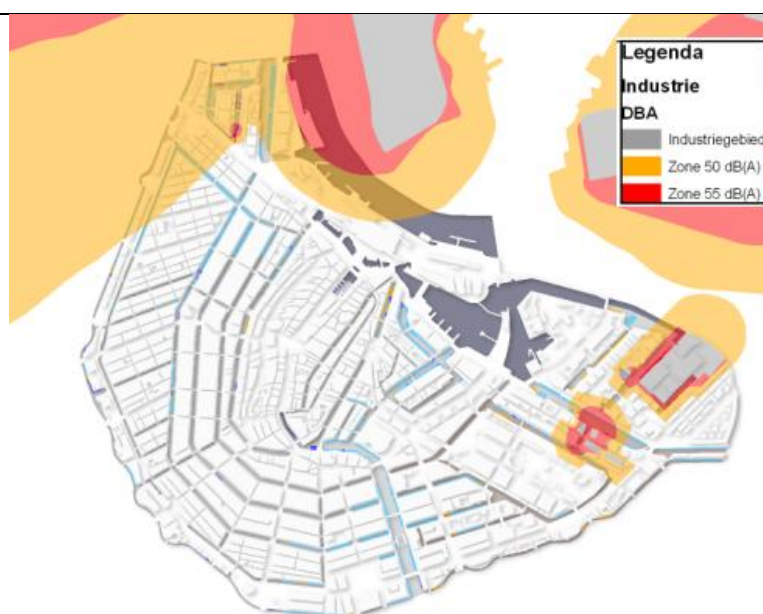 Legenda
Industrie
DBA
Industriegebied
Zone 50 dB(A)
Zone 55 dB(A)